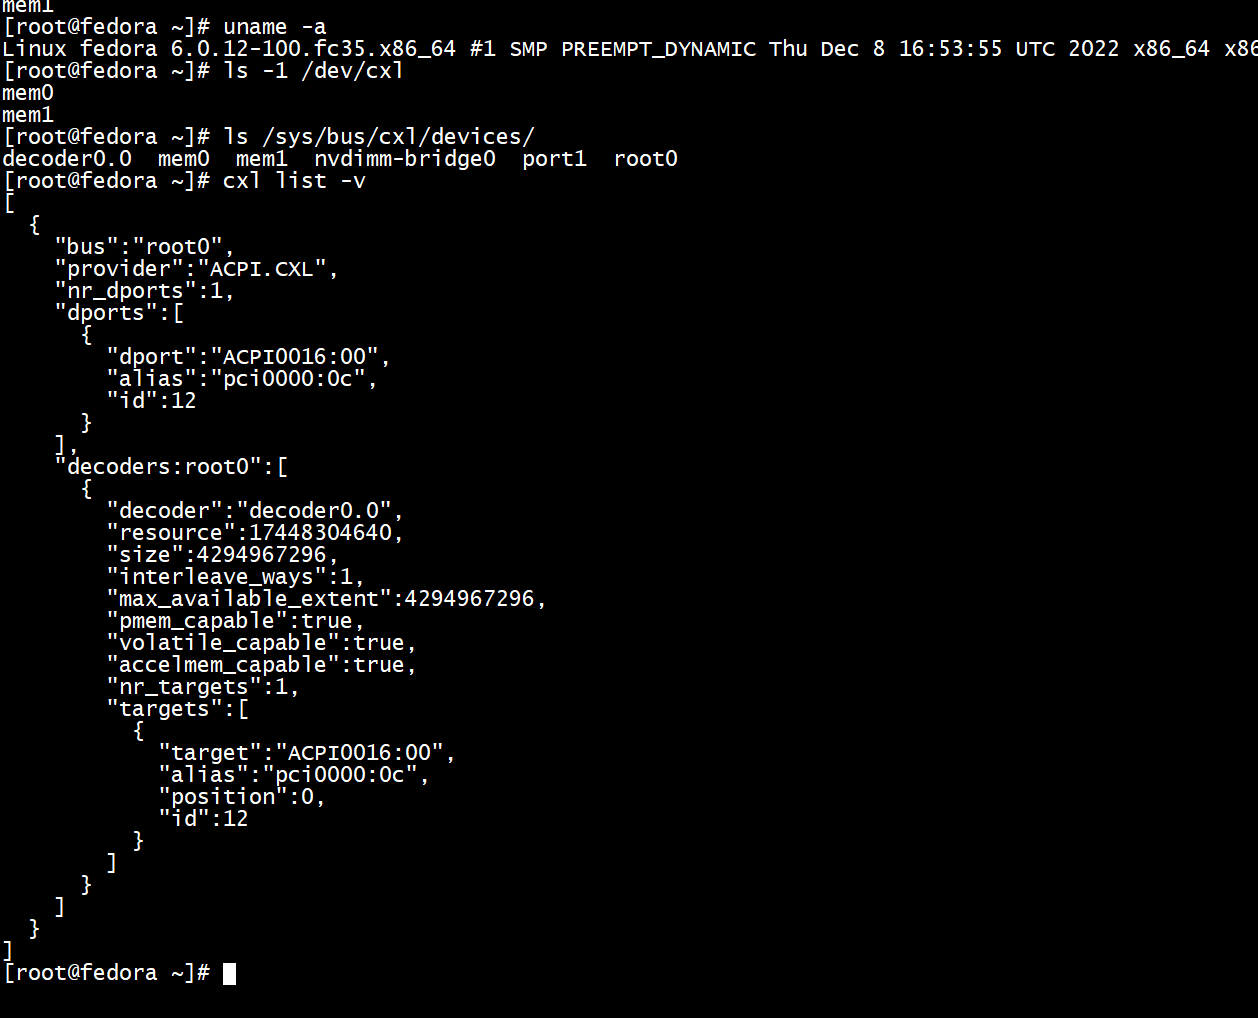 mem1
[root@fedora ~]# uname -a
Linux fedora 6.0.12-100.fc35.x86_64 #1 SMP PREEMPT_DYNAMIC Thu Dec 8 16:53:55 UTC 2022 x86_64 x86
[root@fedora ~]# ls -1 /dev/cxl
mem0
mem1
[root@fedora ~]# ls /sys/bus/cxl/devices/
decoder0.0  mem0  mem1  nvdimm-bridge0  port1  root0
[root@fedora ~]# cxl list -v
[
  {
    "bus":"root0",
    "provider":"ACPI.CXL",
    "nr_dports":1,
    "dports":[
      {
        "dport":"ACPI0016:00",
        "alias":"pci0000:0c",
        "id":12
      }
    ],
    "decoders:root0":[
      {
        "decoder":"decoder0.0",
        "resource":17448304640,
        "size":4294967296,
        "interleave_ways":1,
        "max_available_extent":4294967296,
        "pmem_capable":true,
        "volatile_capable":true,
        "accelmem_capable":true,
        "nr_targets":1,
        "targets":[
          {
            "target":"ACPI0016:00",
            "alias":"pci0000:0c",
            "position":0,
            "id":12
          }
        ]
      }
    ]
  }
]
[root@fedora ~]#